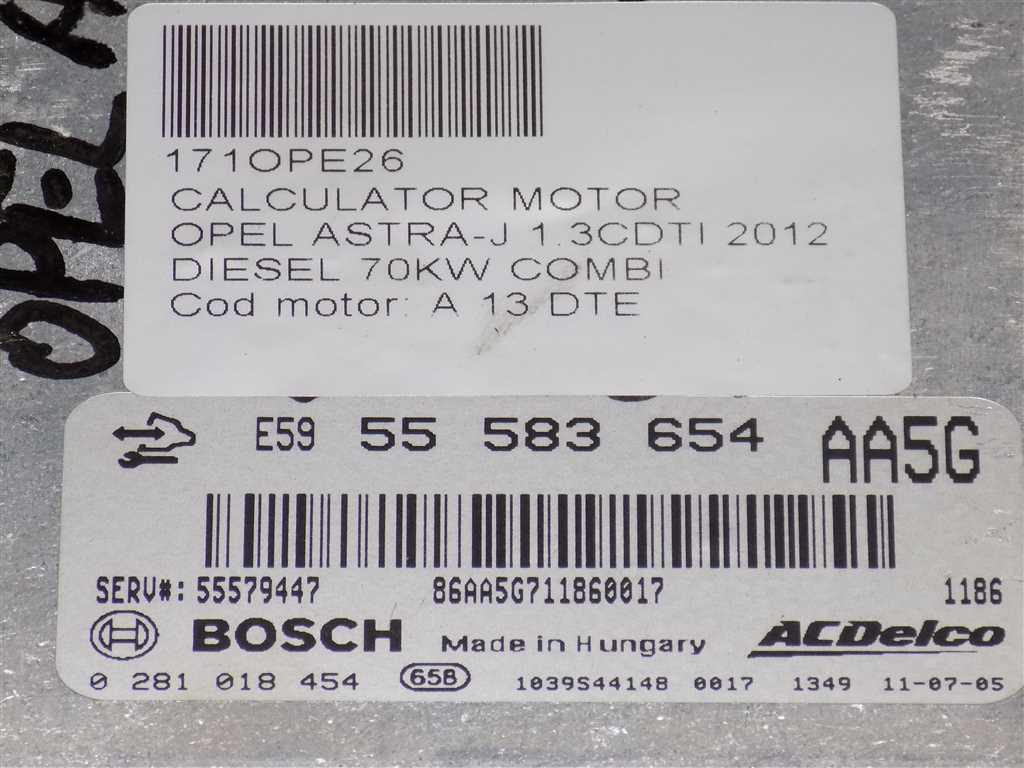 OPEL A
171OPE26
CALCULATOR MOTOR
OPEL ASTRA-J 1.3CDTI 2012
DIESEL 70KW COMBI
Cod motor: A 13 DTE
E59 55 583 654 AA5G
SERV#: 55579447 86AA5G711860017 1186
BOSCH Made in Hungary ACDelco
0 281 018 454 65B 1039S44148 0017 1349 11-07-05